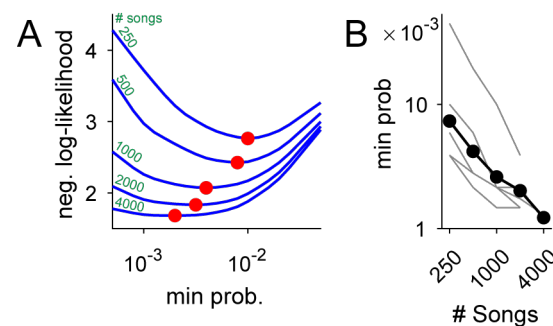 A
# songs
250
500
1000
2000
4000
4
3
2
neg. log-likelihood
10-3
10-2
min prob.
B
× 10-3
10
1
min prob
250
1000
4000
# Songs